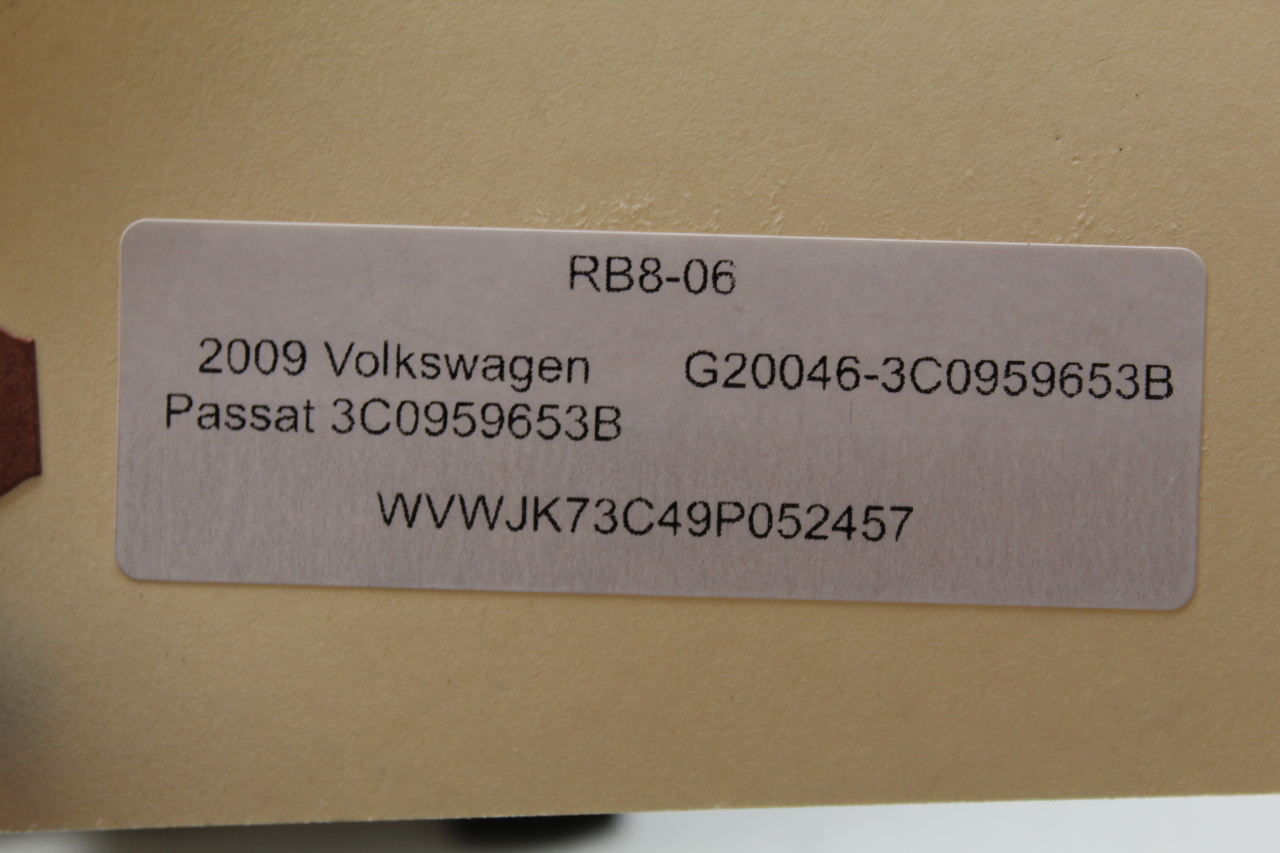 RB8-06
2009 Volkswagen
Passat 3C0959653B
G20046-3C0959653B
WVWJK73C49P052457